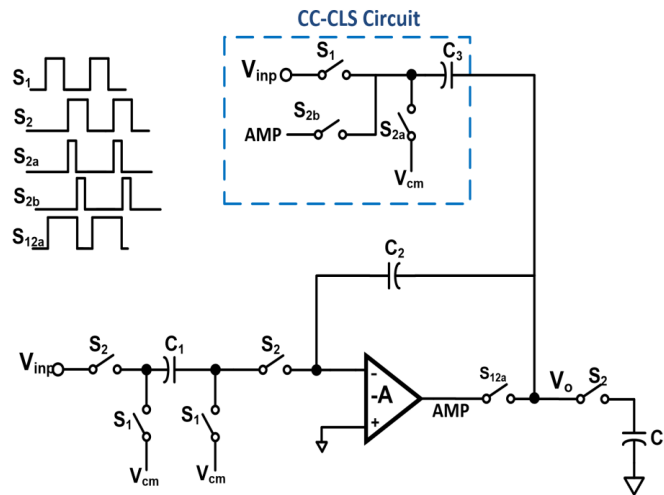 CC-CLS Circuit
S1
S2
S2a
S2b
S12a
Vinp
S1
C3
S2b
AMP
S2a
Vcm
C2
Vinp
S2
C1
S2
S1
S1
Vcm
Vcm
-
-A
+
AMP
S12a
Vo
S2
C